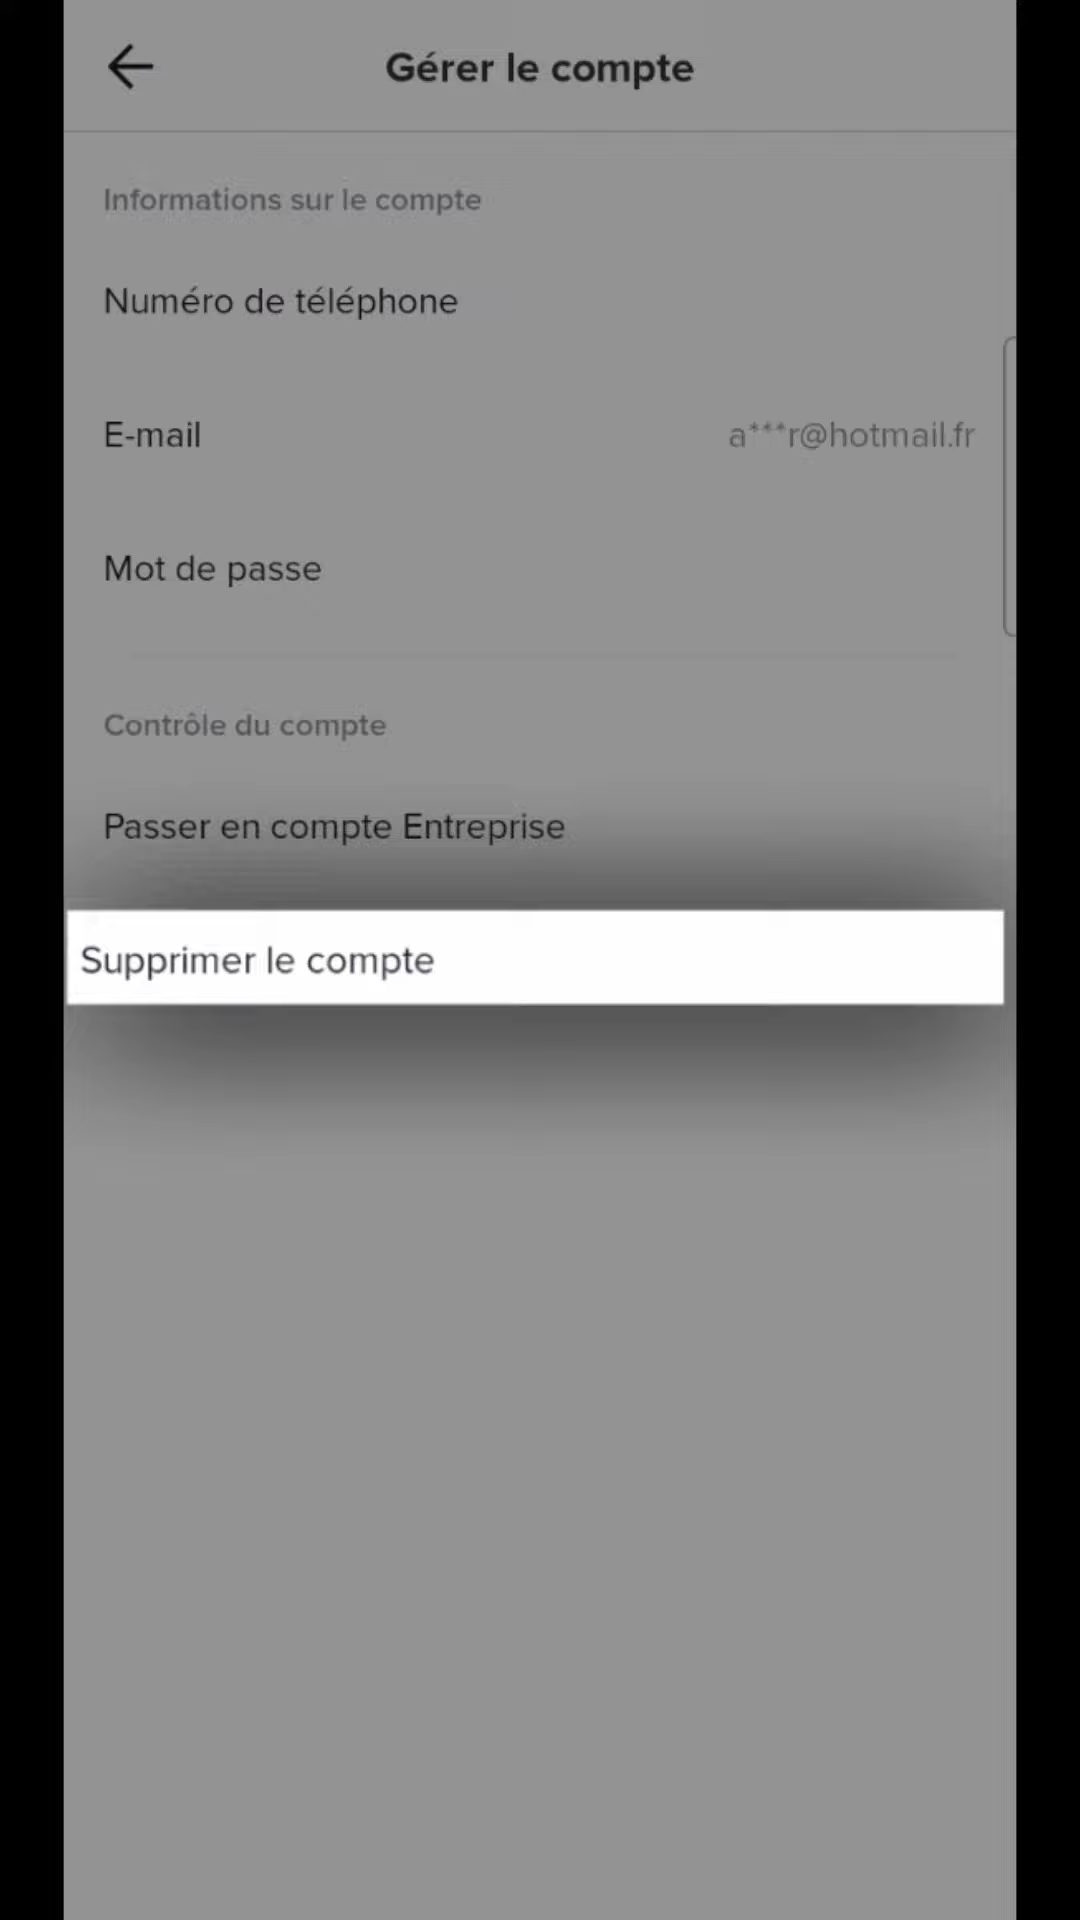 Gérer le compte
Informations sur le compte
Numéro de téléphone
E-mail a***r@hotmail.fr
Mot de passe
Contrôle du compte
Passer en compte Entreprise
Supprimer le compte